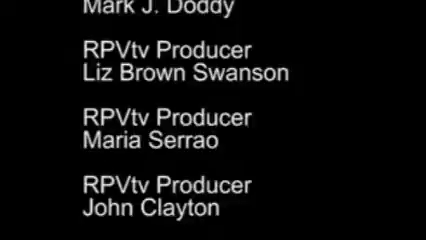 Mark J. Doddy
RPVtv Producer
Liz Brown Swanson
RPVtv Producer
Maria Serrao
RPVtv Producer
John Clayton